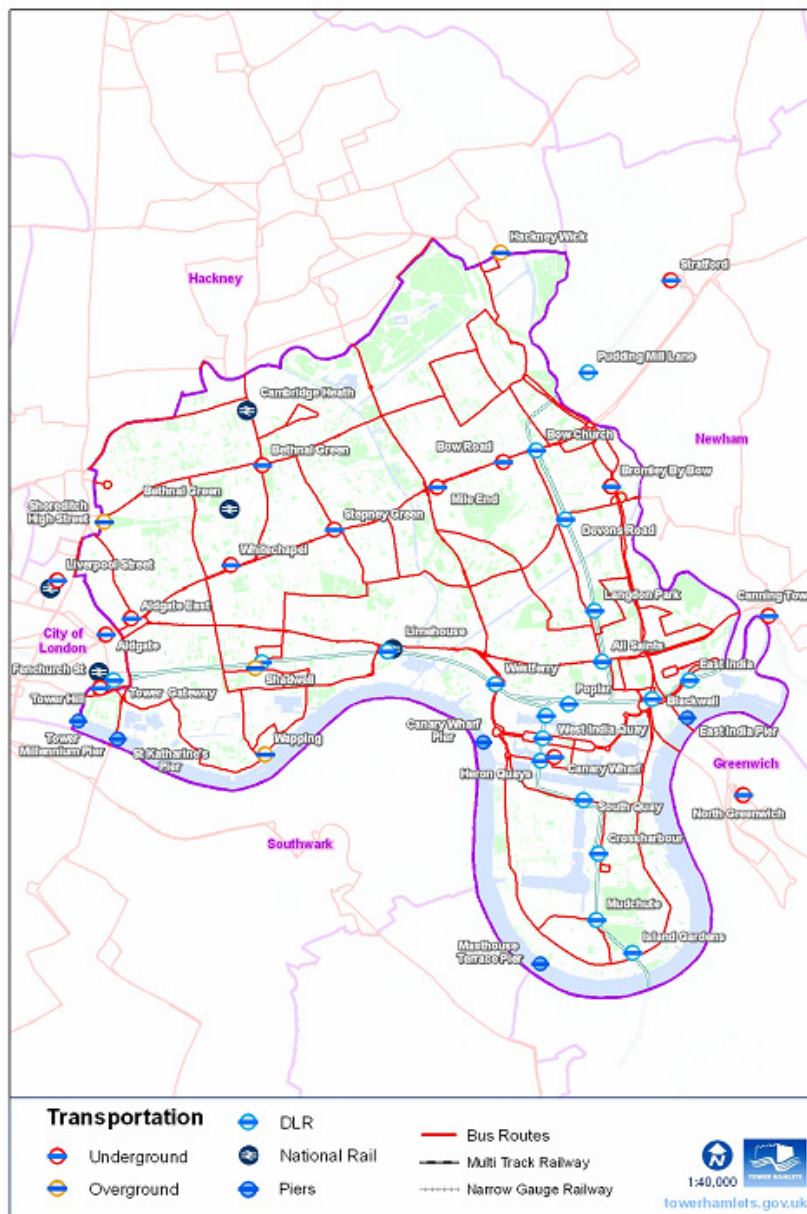 Hackney Wick
Stratford
Hackney
Pudding Mill Lane
Cambridge Heath
Bow Church
Newham
Bethnal Green
Bow Road
Bromley By Bow
Bethnal Green
Mile End
Shoreditch
High Street
Stepney Green
Devons Road
Liverpool Street
Whitechapel
Langdon Park
Canning Tow
Aldgate East
City of
London
Aldgate
Limehouse
All Saints
Fenchurch St
Shadwell
Westferry
East India
Tower Hill
Tower Gateway
Poplar
Blackwall
Tower
Millennium Pier
St Katharine's
Pier
Wapping
Canary Wharf
Pier
West India Quay
East India Pier
Heron Quays
Canary Wharf
Greenwich
South Quay
North Greenwich
Southwark
Crossharbour
Mudchute
Island Gardens
Masthouse
Terrace Pier
Transportation
Underground
Overground
DLR
National Rail
Piers
Bus Routes
Multi Track Railway
Narrow Gauge Railway
N
1:40,000
TOWER HAMLETS
towerhamlets.gov.uk